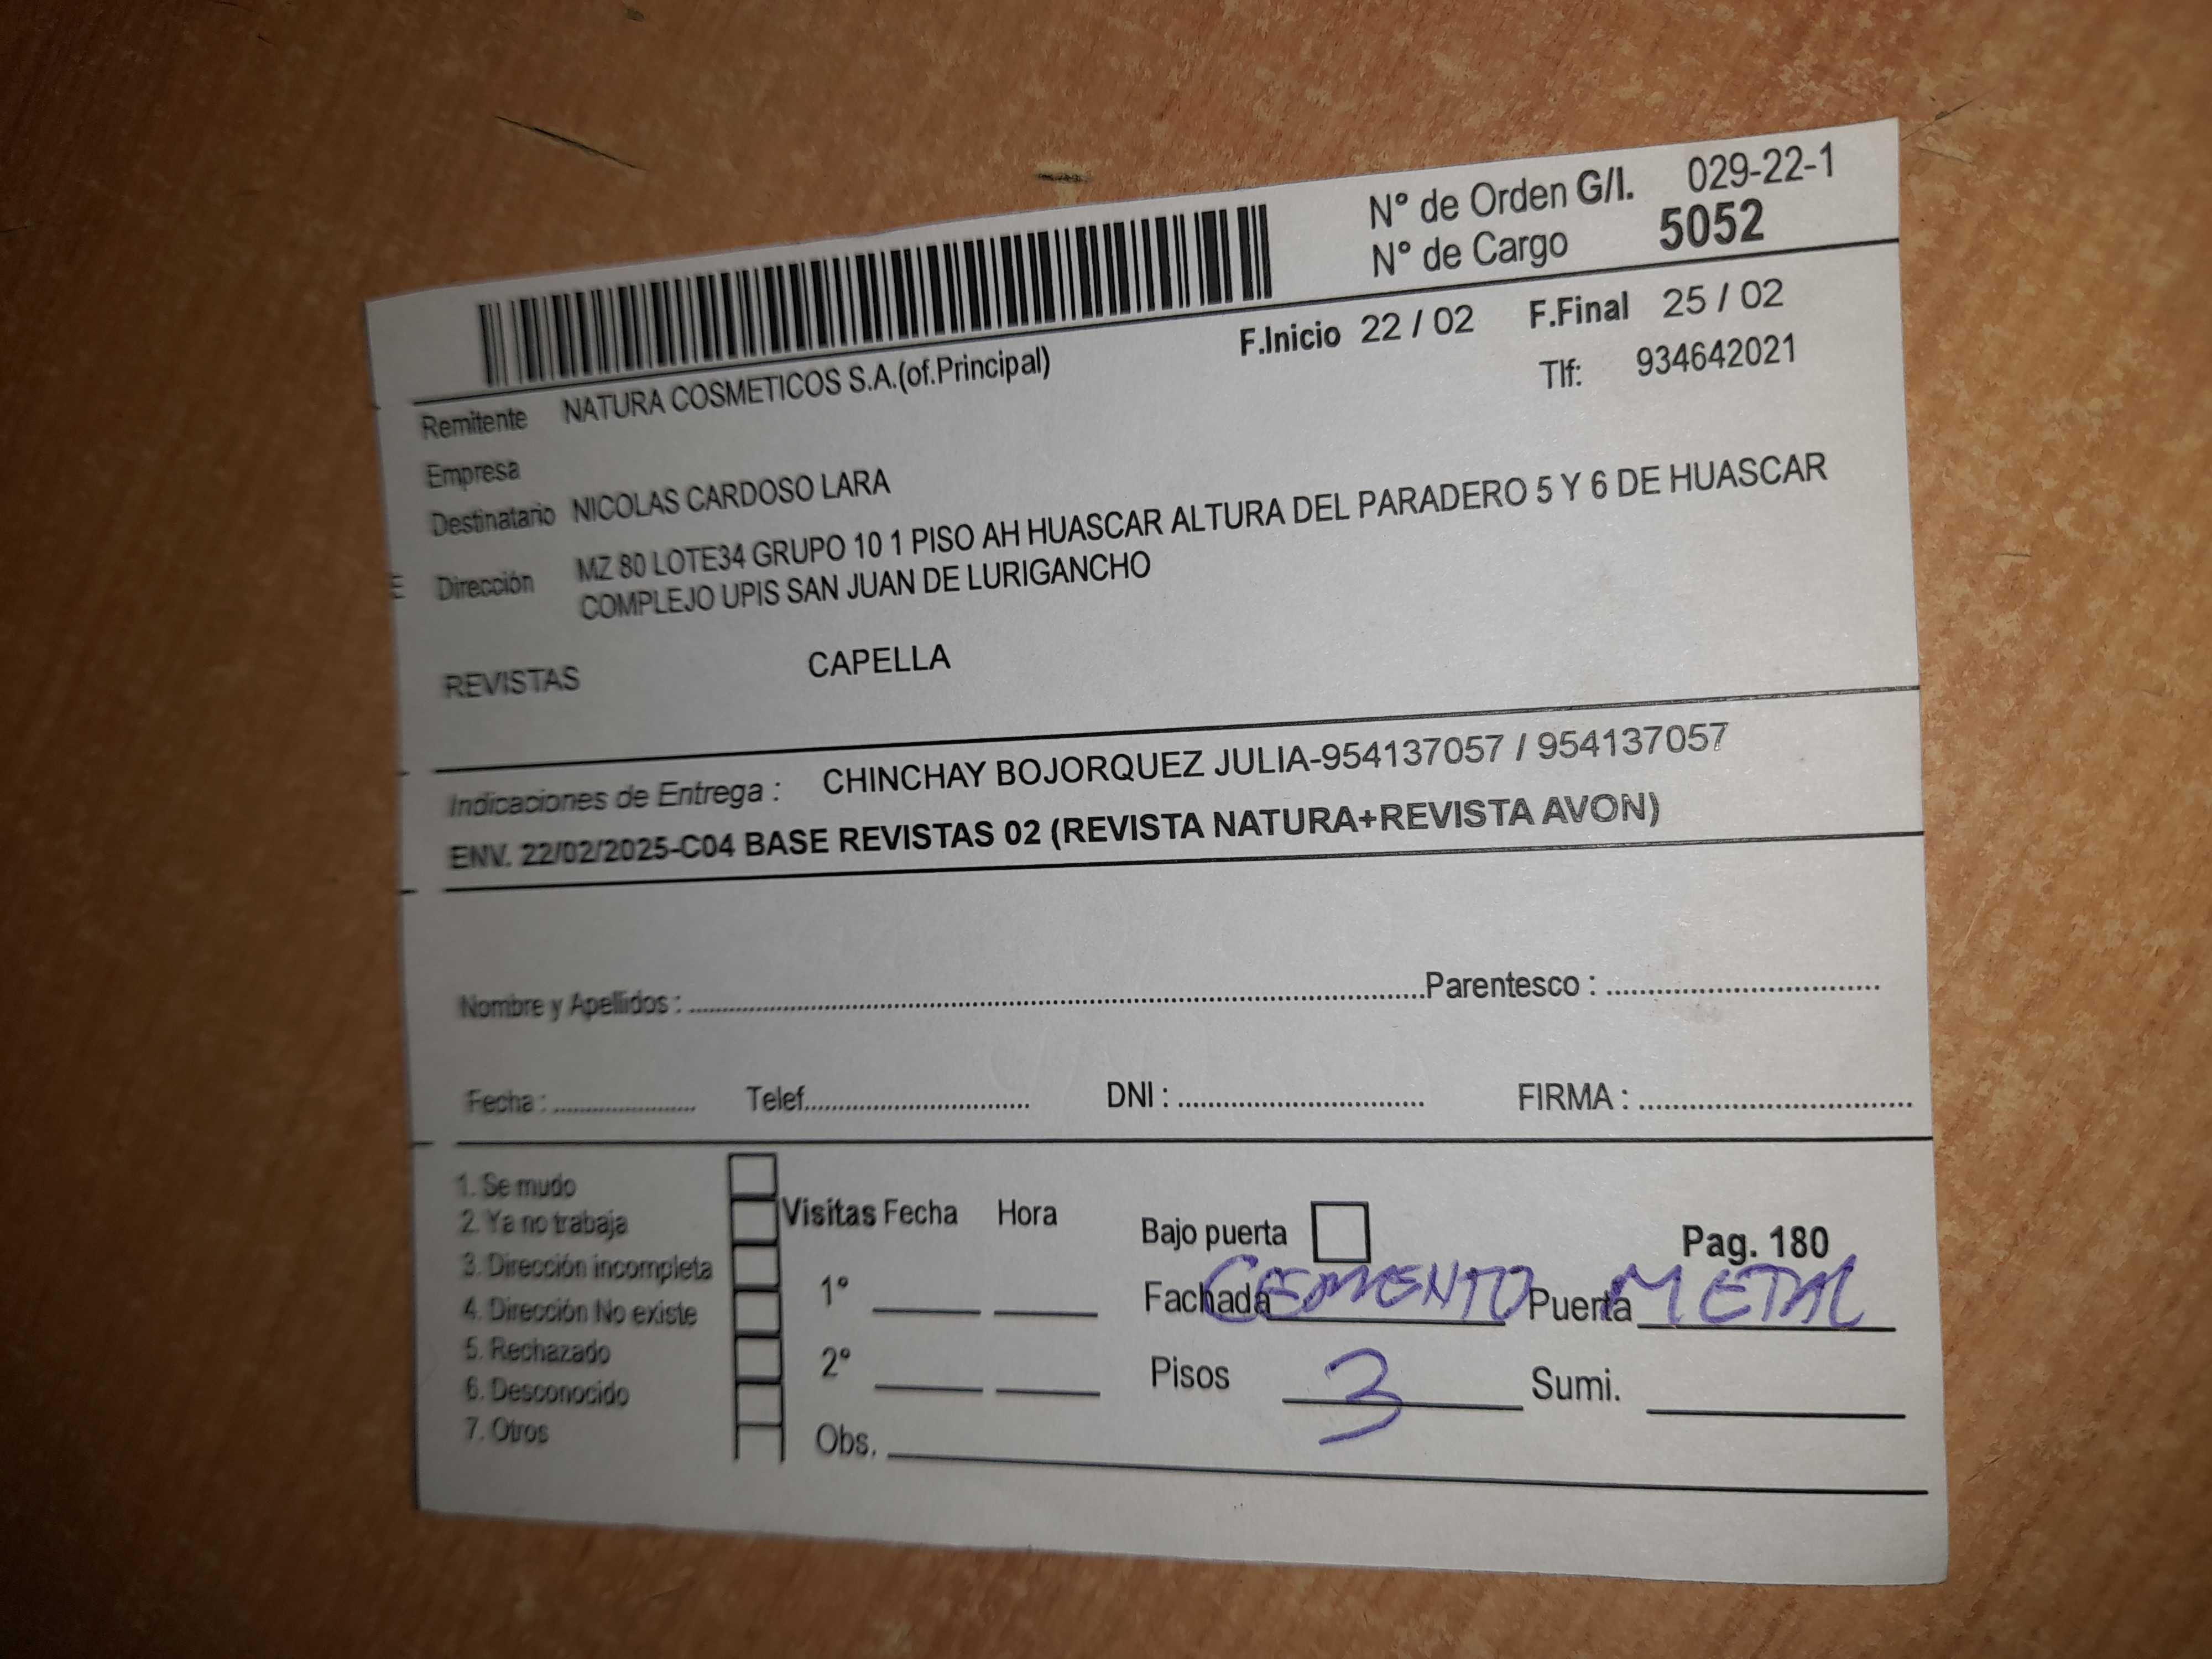 N° de Orden G/I. 029-22-1
N° de Cargo 5052
F.Inicio 22 / 02 F.Final 25 / 02
Remitente NATURA COSMETICOS S.A.(of.Principal) Tlf: 934642021
Empresa
Destinatario NICOLAS CARDOSO LARA
E Dirección MZ 80 LOTE34 GRUPO 10 1 PISO AH HUASCAR ALTURA DEL PARADERO 5 Y 6 DE HUASCAR
COMPLEJO UPIS SAN JUAN DE LURIGANCHO
REVISTAS CAPELLA
Indicaciones de Entrega : CHINCHAY BOJORQUEZ JULIA-954137057 / 954137057
ENV. 22/02/2025-C04 BASE REVISTAS 02 (REVISTA NATURA+REVISTA AVON)
Nombre y Apellidos : Parentesco :
Fecha : Telef. DNI : FIRMA :
1. Se mudo
2. Ya no trabaja
3. Dirección incompleta
4. Dirección No existe
5. Rechazado
6. Desconocido
7. Otros
Visitas Fecha Hora
1°
2°
Obs.
Bajo puerta Pag. 180
Fachada CEMENTO Puerta METAL
Pisos 3 Sumi.